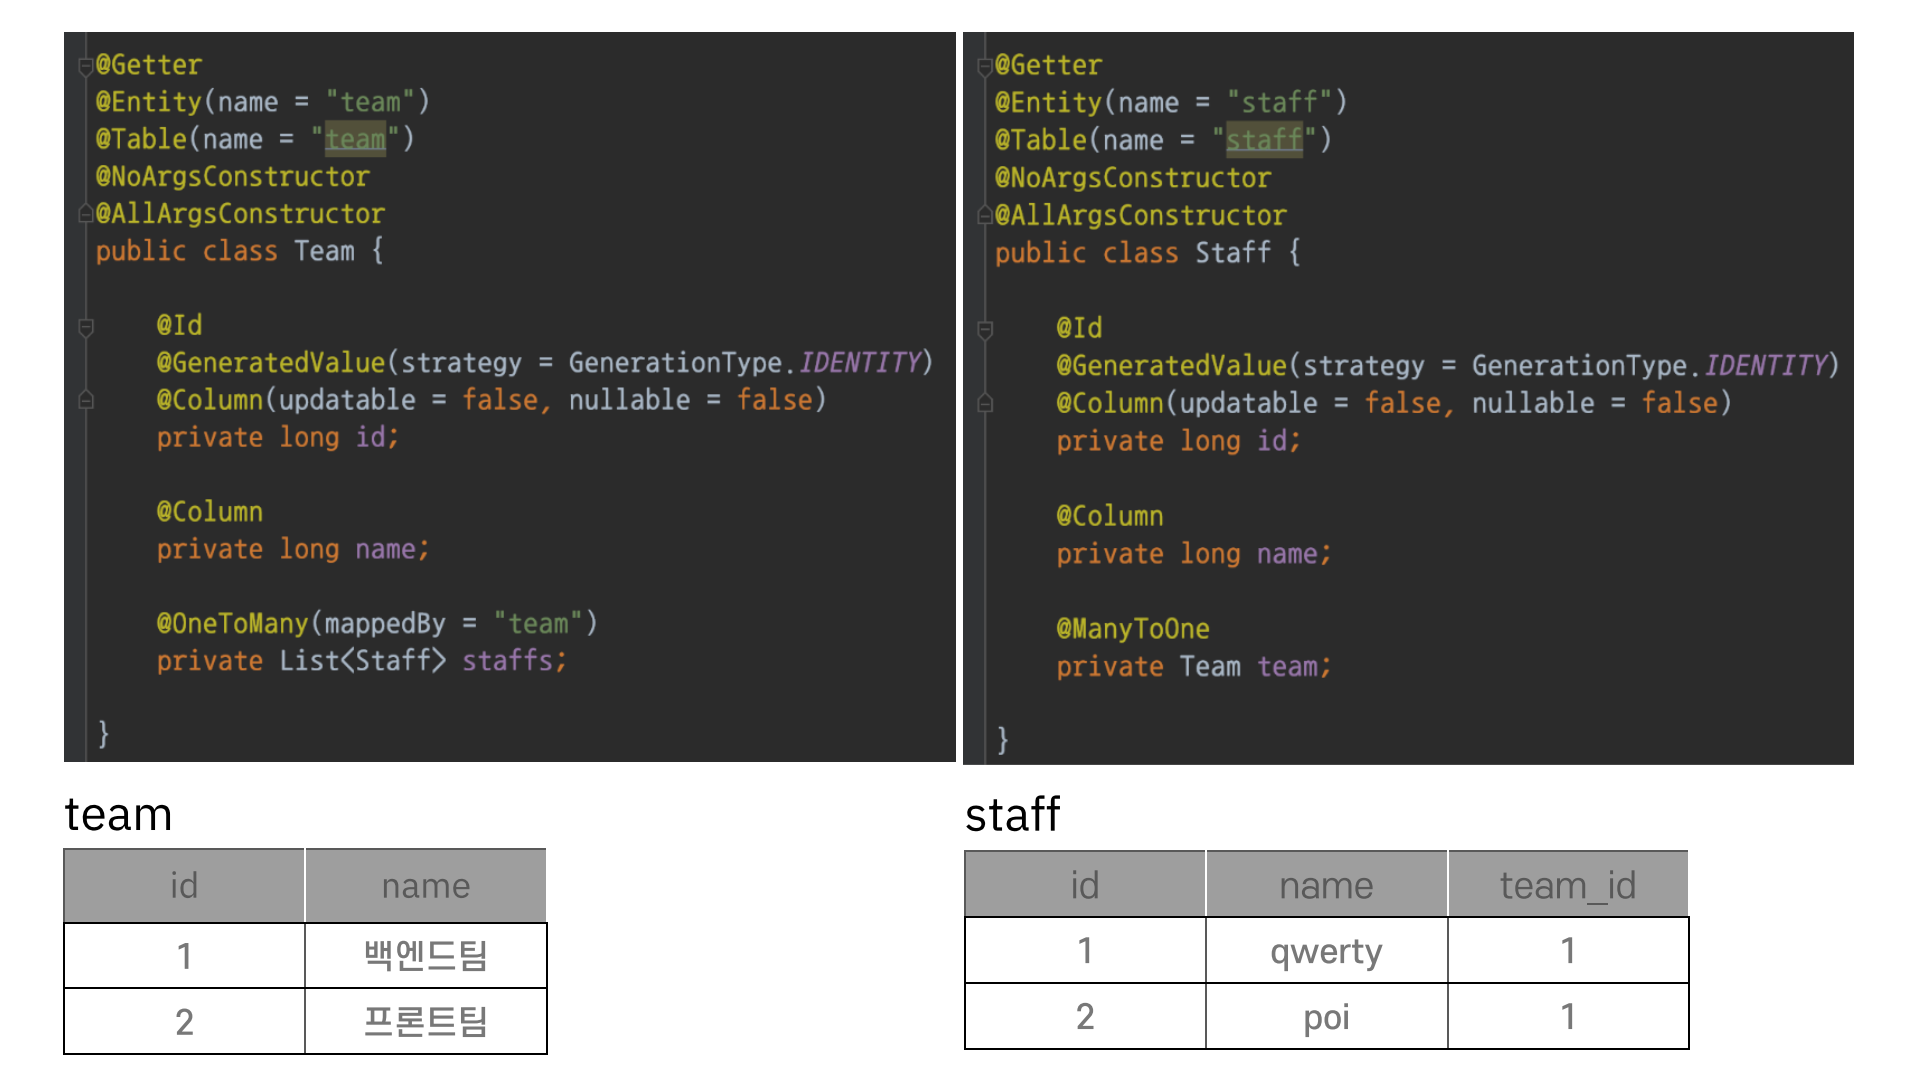 @Getter
@Entity(name = "team")
@Table(name = "team")
@NoArgsConstructor
@AllArgsConstructor
public class Team {
@Id
@GeneratedValue(strategy = GenerationType.IDENTITY)
@Column(updatable = false, nullable = false)
private long id;
@Column
private long name;
@OneToMany(mappedBy = "team")
private List<Staff> staffs;
}
@Getter
@Entity(name = "staff")
@Table(name = "staff")
@NoArgsConstructor
@AllArgsConstructor
public class Staff {
@Id
@GeneratedValue(strategy = GenerationType.IDENTITY)
@Column(updatable = false, nullable = false)
private long id;
@Column
private long name;
@ManyToOne
private Team team;
}
team
id name
1 백엔드팀
2 프론트팀
staff
id name team_id
1 qwerty 1
2 poi 1